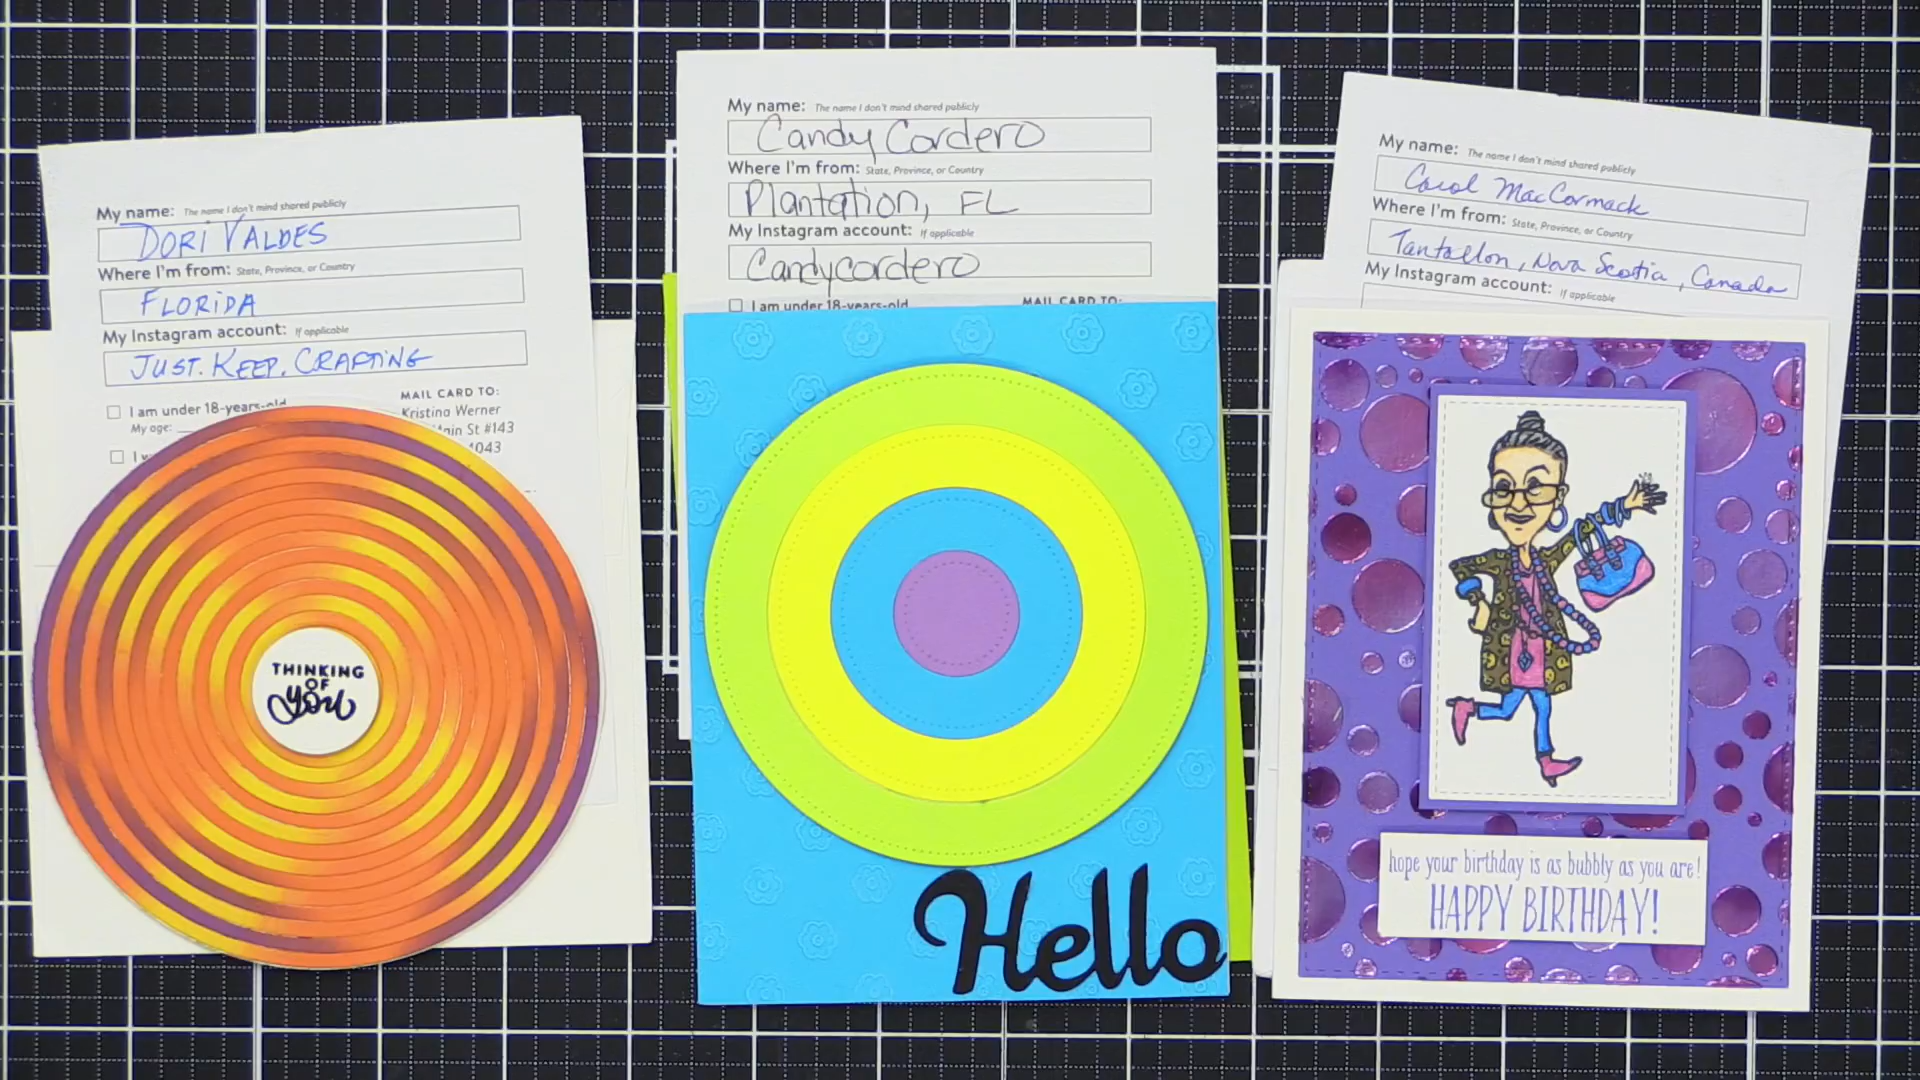 My name: The name I don't mind shared publicly
DORI VALDES
Where I'm from: State, Province, or Country
FLORIDA
My Instagram account: If applicable
JUST.KEEP.CRAFTING
I am under 18-years-old
My age:
I w
MAIL CARD TO:
Kristina Werner
ain St #143
4043
THINKING
OF
you
My name: The name I don't mind shared publicly
Candy Cordero
Where I'm from: State, Province, or Country
Plantation, FL
My Instagram account: If applicable
Candycordero
I am under 18-years-old
MAIL CARD TO:
Hello
My name: The name I don't mind shared publicly
Carol MacCormack
Where I'm from: State, Province, or Country
Tantallon, Nova Scotia, Canada
My Instagram account: If applicable
hope your birthday is as bubbly as you are!
HAPPY BIRTHDAY!